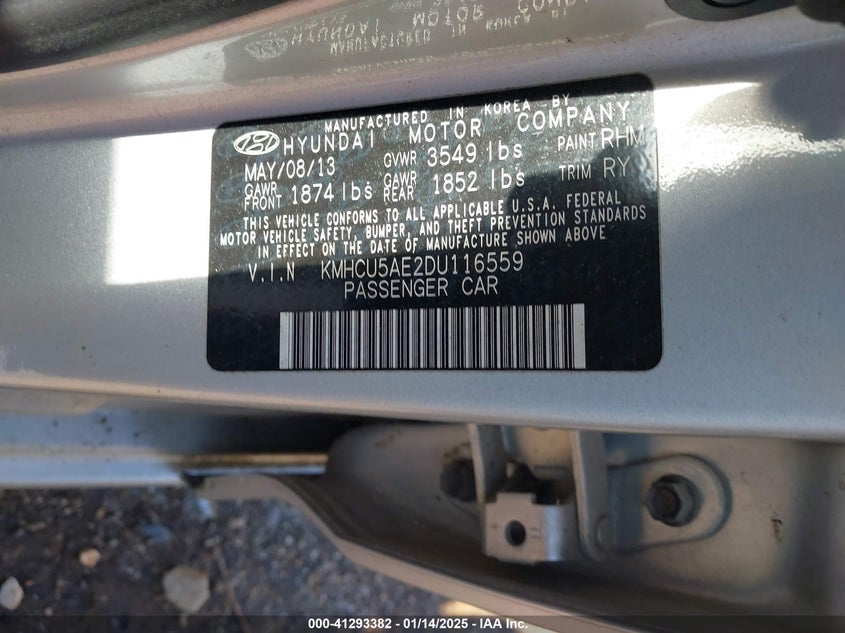 MANUFACTURED IN KOREA BY
HYUNDAI MOTOR COMPANY
MAY/08/13 GVWR 3549 lbs PAINT RHM
GAWR FRONT 1874 lbs GAWR REAR 1852 lbs TRIM RY
THIS VEHICLE CONFORMS TO ALL APPLICABLE U.S.A. FEDERAL
MOTOR VEHICLE SAFETY, BUMPER, AND THEFT PREVENTION STANDARDS
IN EFFECT ON THE DATE OF MANUFACTURE SHOWN ABOVE
V.I.N KMHCU5AE2DU116559
PASSENGER CAR
000-41293382 - 01/14/2025 - IAA Inc.